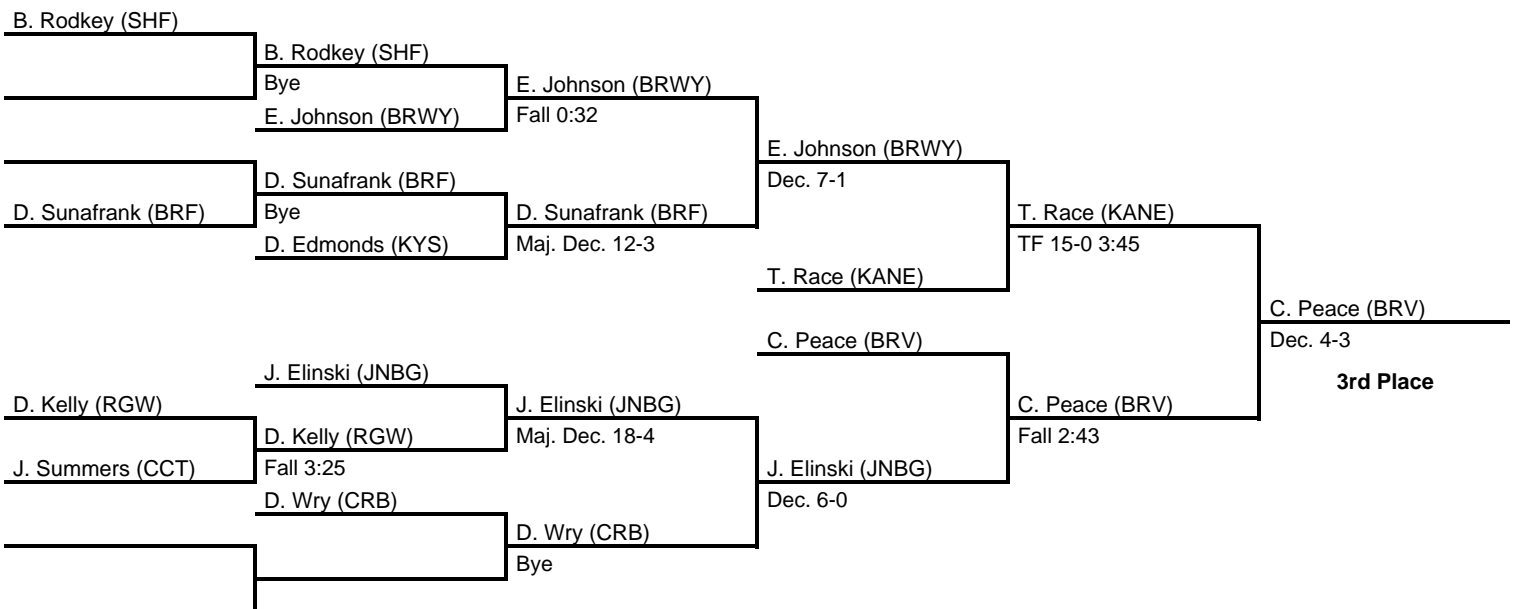 B. Rodkey (SHF)
B. Rodkey (SHF)
Bye
E. Johnson (BRWY)
E. Johnson (BRWY)
Fall 0:32
E. Johnson (BRWY)
Dec. 7-1
D. Sunafrank (BRF)
D. Sunafrank (BRF)
Bye
D. Edmonds (KYS)
D. Sunafrank (BRF)
Maj. Dec. 12-3
T. Race (KANE)
TF 15-0 3:45
T. Race (KANE)
C. Peace (BRV)
Dec. 4-3
3rd Place
C. Peace (BRV)
J. Elinski (JNBG)
D. Kelly (RGW)
J. Elinski (JNBG)
Maj. Dec. 18-4
C. Peace (BRV)
Fall 2:43
D. Kelly (RGW)
Fall 3:25
J. Summers (CCT)
J. Elinski (JNBG)
Dec. 6-0
D. Wry (CRB)
D. Wry (CRB)
Bye